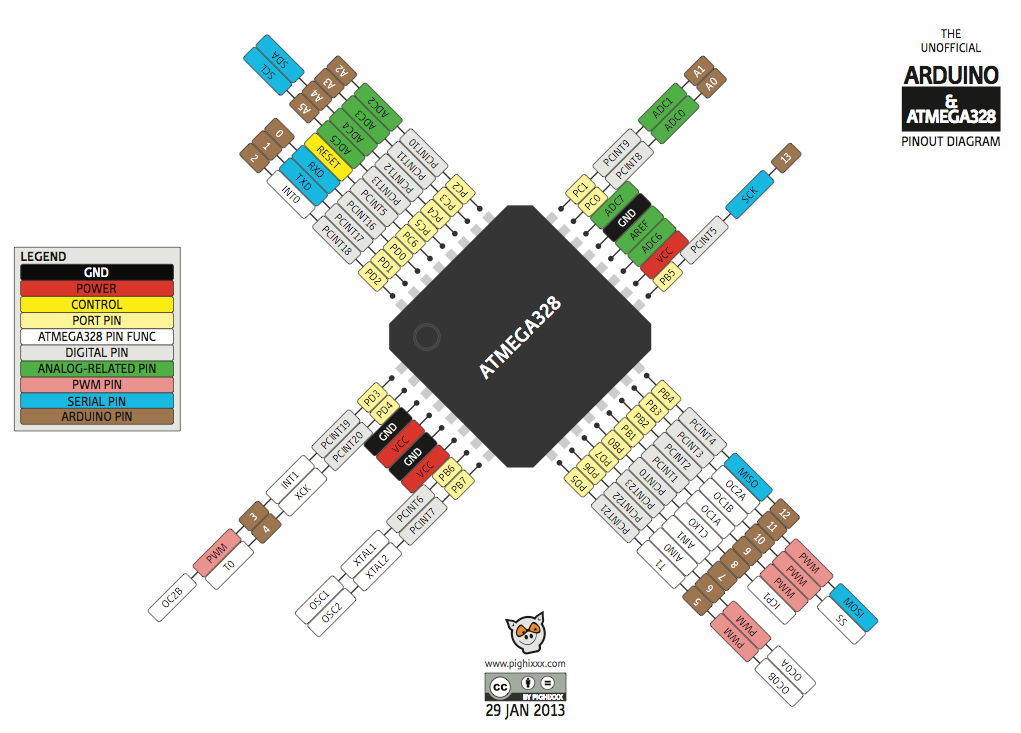 THE
UNOFFICIAL
ARDUINO
&
ATMEGA328
PINOUT DIAGRAM
LEGEND
GND
POWER
CONTROL
PORT PIN
ATMEGA328 PIN FUNC
DIGITAL PIN
ANALOG-RELATED PIN
PWM PIN
SERIAL PIN
ARDUINO PIN
ATMEGA328
SDA A2 ADC2 PCINT10 PC2
SCL A3 ADC3 PCINT11 PC3
A4 ADC4 PCINT12 PC4
A5 ADC5 PCINT13 PC5
RESET PCINT5 PC6
0 RXD PCINT16 PD0
1 TXD PCINT17 PD1
2 INT0 PCINT18 PD2
PC1 PCINT9 ADC1 A1
PC0 PCINT8 ADC0 A0
ADC7
GND
AREF
ADC6
VCC
PB5 PCINT5 SCK 13
OC2B PWM 3 INT1 PCINT19 PD3
T0 4 XCK PCINT20 PD4
GND
VCC
GND
VCC
OSC1 XTAL1 PCINT6 PB6
OSC2 XTAL2 PCINT7 PB7
PB4 PCINT4 MISO 12
PB3 PCINT3 OC2A 11 PWM ISOM
PB2 PCINT2 OC1B 10 PWM SS
PB1 PCINT1 OC1A 9 PWM
PB0 PCINT0 CLKO 8 ICP1
PD7 PCINT23 AIN1 7
PD6 PCINT22 AIN0 6 PWM OC0A
PD5 PCINT21 T1 5 PWM OC0B
www.pighixxx.com
cc
BY PIGHIXXX
29 JAN 2013